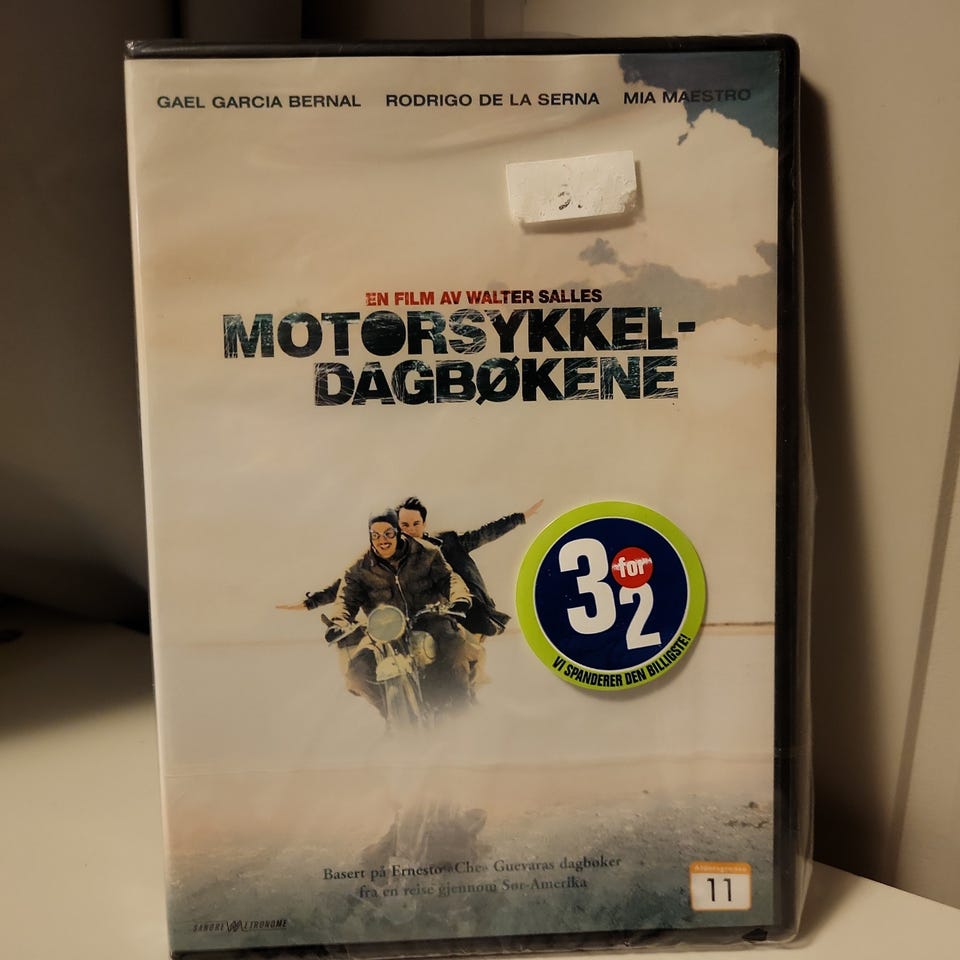 GAEL GARCIA BERNAL RODRIGO DE LA SERNA MIA MAESTRO
EN FILM AV WALTER SALLES
MOTORSYKKEL-
DAGBØKENE
3 for 2
VI SPANDERER DEN BILLIGSTE!
Basert på Ernesto «Che» Guevaras dagbøker
fra en reise gjennom Sør-Amerika
Aldersgrense
11
SANDREW METRONOME